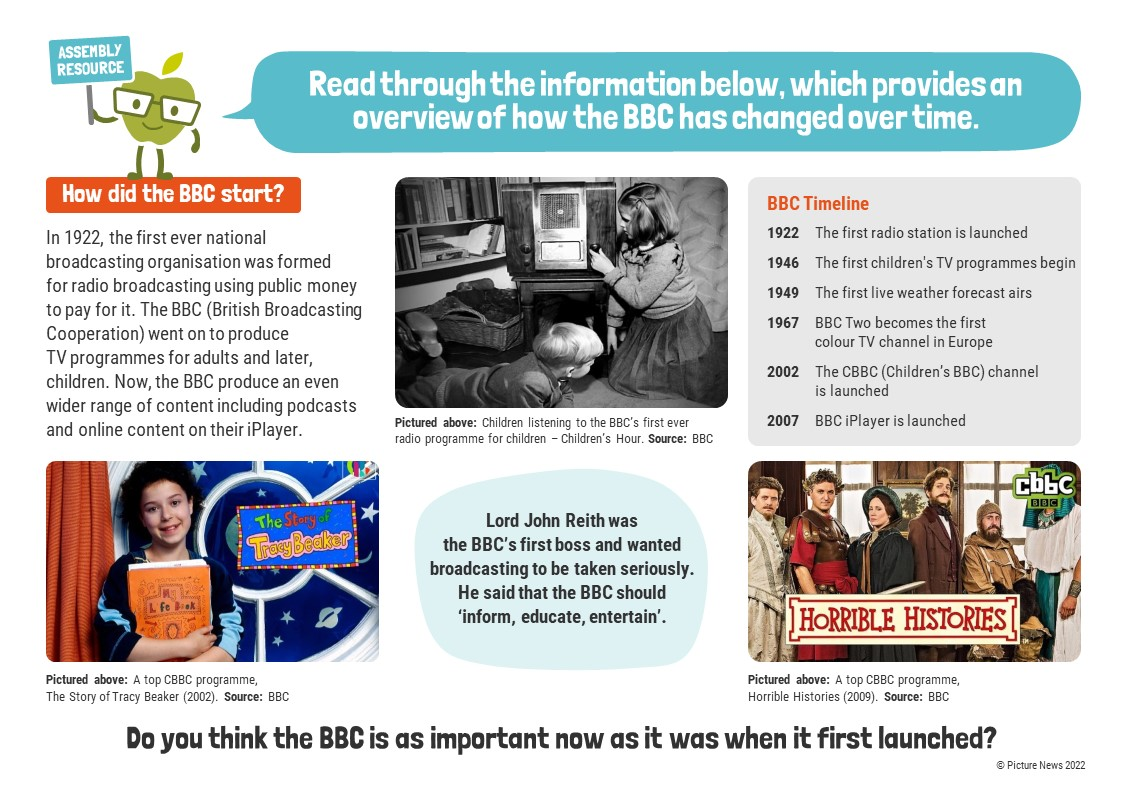 ASSEMBLY
RESOURCE
Read through the information below, which provides an
overview of how the BBC has changed over time.
How did the BBC start?
In 1922, the first ever national
broadcasting organisation was formed
for radio broadcasting using public money
to pay for it. The BBC (British Broadcasting
Cooperation) went on to produce
TV programmes for adults and later,
children. Now, the BBC produce an even
wider range of content including podcasts
and online content on their iPlayer.
Pictured above: Children listening to the BBC's first ever
radio programme for children – Children's Hour. Source: BBC
BBC Timeline
1922 The first radio station is launched
1946 The first children's TV programmes begin
1949 The first live weather forecast airs
1967 BBC Two becomes the first
colour TV channel in Europe
2002 The CBBC (Children's BBC) channel
is launched
2007 BBC iPlayer is launched
The Story of
Tracy Beaker
My
Life Book
Pictured above: A top CBBC programme,
The Story of Tracy Beaker (2002). Source: BBC
Lord John Reith was
the BBC's first boss and wanted
broadcasting to be taken seriously.
He said that the BBC should
'inform, educate, entertain'.
cbbc
BBC
HORRIBLE HISTORIES
Pictured above: A top CBBC programme,
Horrible Histories (2009). Source: BBC
Do you think the BBC is as important now as it was when it first launched?
© Picture News 2022